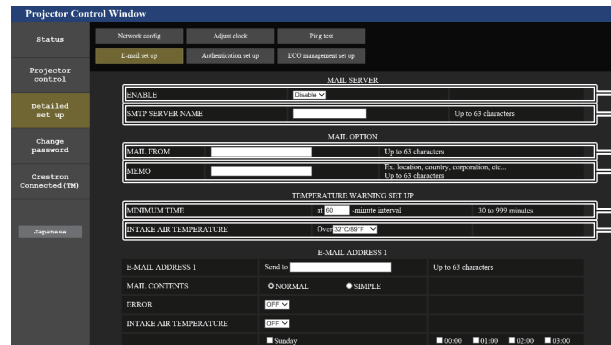 Projector Control Window
Status
Projector
control
Detailed
set up
Change
password
Crestron
Connected(TM)
Japanese
Network config Adjust clock Ping test
E-mail set up Authentication set up ECO management set up
MAIL SERVER
ENABLE Disable
SMTP SERVER NAME Up to 63 characters
MAIL OPTION
MAIL FROM Up to 63 characters
MEMO Ex. location, country, corporation, etc...
Up to 63 characters
TEMPERATURE WARNING SET UP
MINIMUM TIME at 60 -minute interval 30 to 999 minutes
INTAKE AIR TEMPERATURE Over 32°C/89°F
E-MAIL ADDRESS 1
E-MAIL ADDRESS 1 Send to Up to 63 characters
MAIL CONTENTS NORMAL SIMPLE
ERROR OFF
INTAKE AIR TEMPERATURE OFF
Sunday 00:00 01:00 02:00 03:00